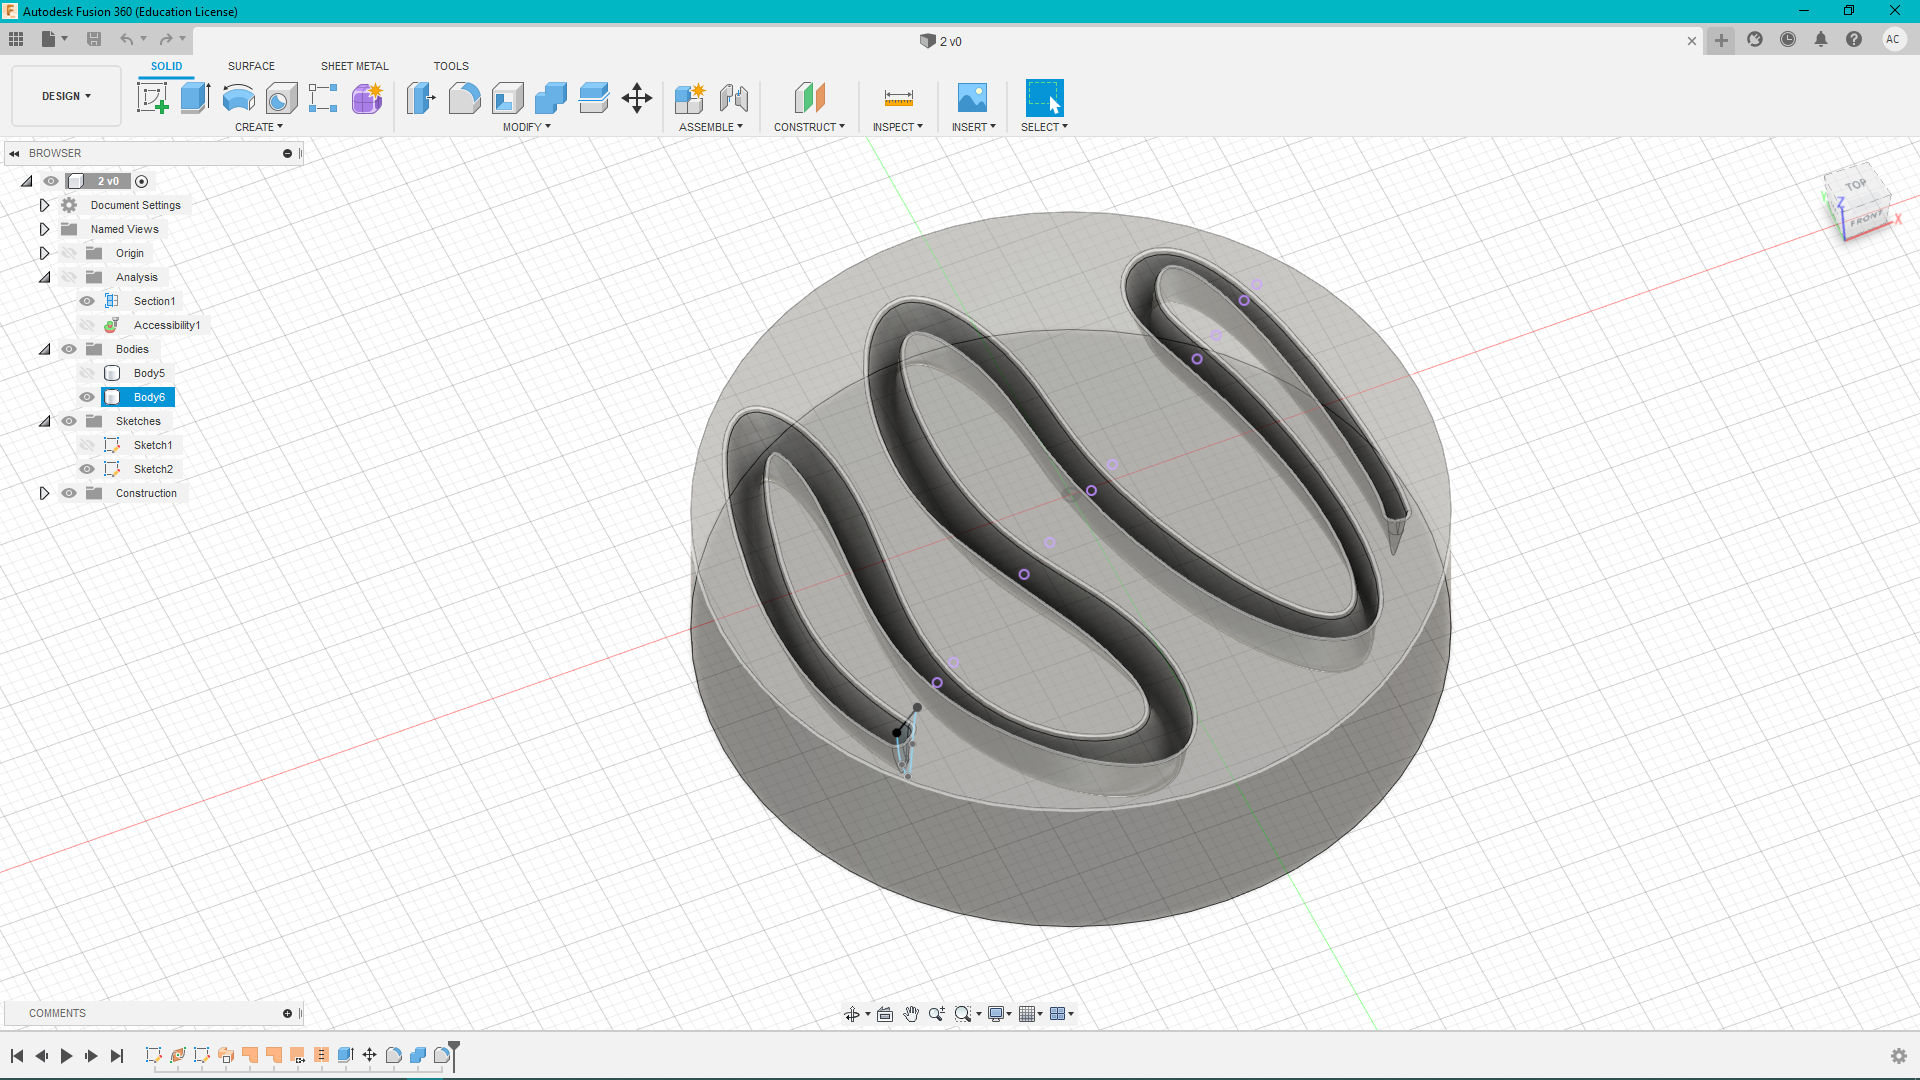 Autodesk Fusion 360 (Education License)
2 v0
AC
SOLID SURFACE SHEET METAL TOOLS
DESIGN
CREATE MODIFY ASSEMBLE CONSTRUCT INSPECT INSERT SELECT
BROWSER
2 v0
Document Settings
Named Views
Origin
Analysis
Section1
Accessibility1
Bodies
Body5
Body6
Sketches
Sketch1
Sketch2
Construction
TOP
FRONT
Z
X
Y
COMMENTS